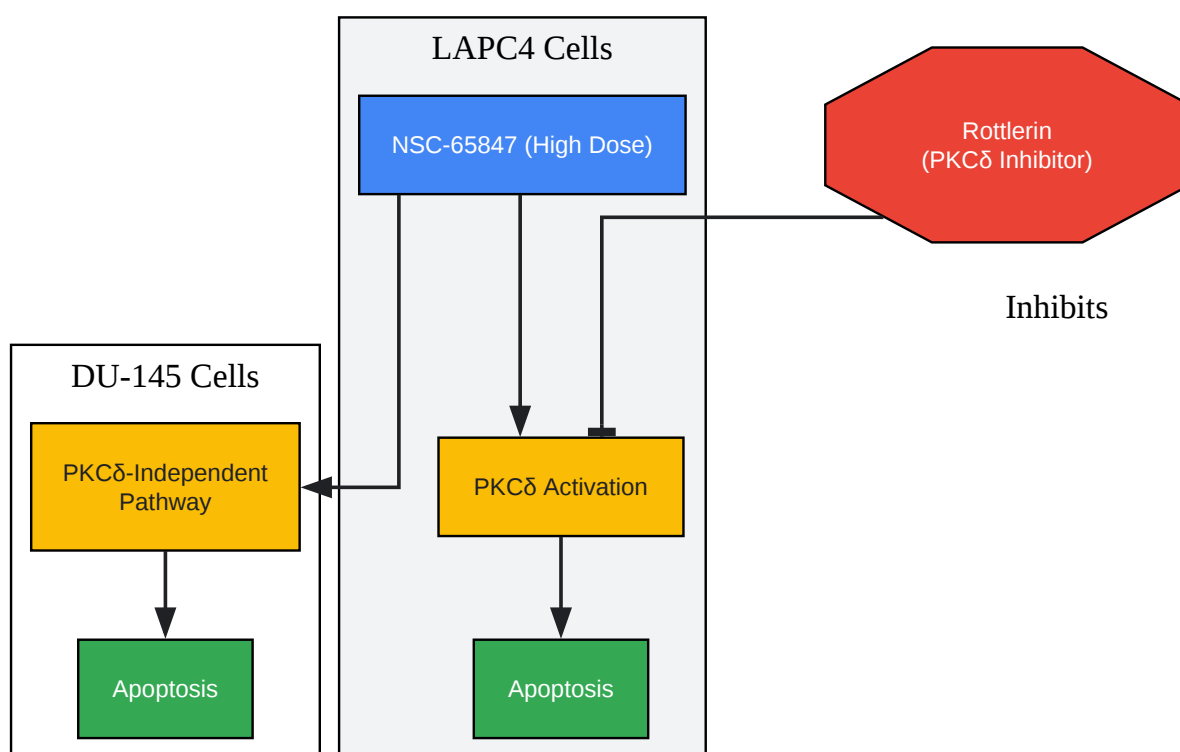 LAPC4 Cells
NSC-65847 (High Dose)
Rottlerin
(PKCδ Inhibitor)
Inhibits
DU-145 Cells
PKCδ-Independent
Pathway
PKCδ Activation
Apoptosis
Apoptosis